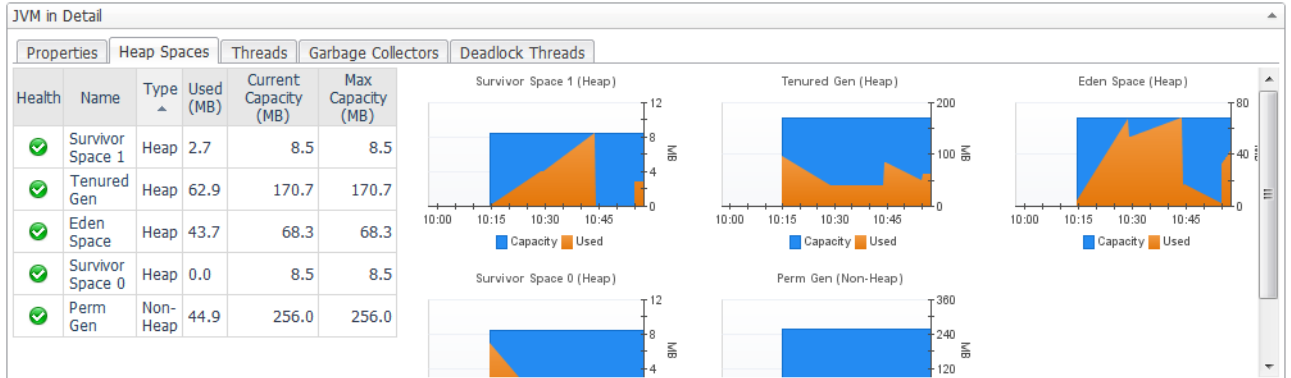 JVM in Detail
Properties Heap Spaces Threads Garbage Collectors Deadlock Threads
Health Name Type Used (MB) Current Capacity (MB) Max Capacity (MB)
Survivor Space 1 Heap 2.7 8.5 8.5
Tenured Gen Heap 62.9 170.7 170.7
Eden Space Heap 43.7 68.3 68.3
Survivor Space 0 Heap 0.0 8.5 8.5
Perm Gen Non-Heap 44.9 256.0 256.0
Survivor Space 1 (Heap)
12
8
4
0
MB
10:00 10:15 10:30 10:45
Capacity Used
Tenured Gen (Heap)
200
100
0
MB
10:00 10:15 10:30 10:45
Capacity Used
Eden Space (Heap)
80
40
0
10:00 10:15 10:30 10:45
Capacity Used
Survivor Space 0 (Heap)
12
8
4
MB
Perm Gen (Non-Heap)
360
240
120
MB